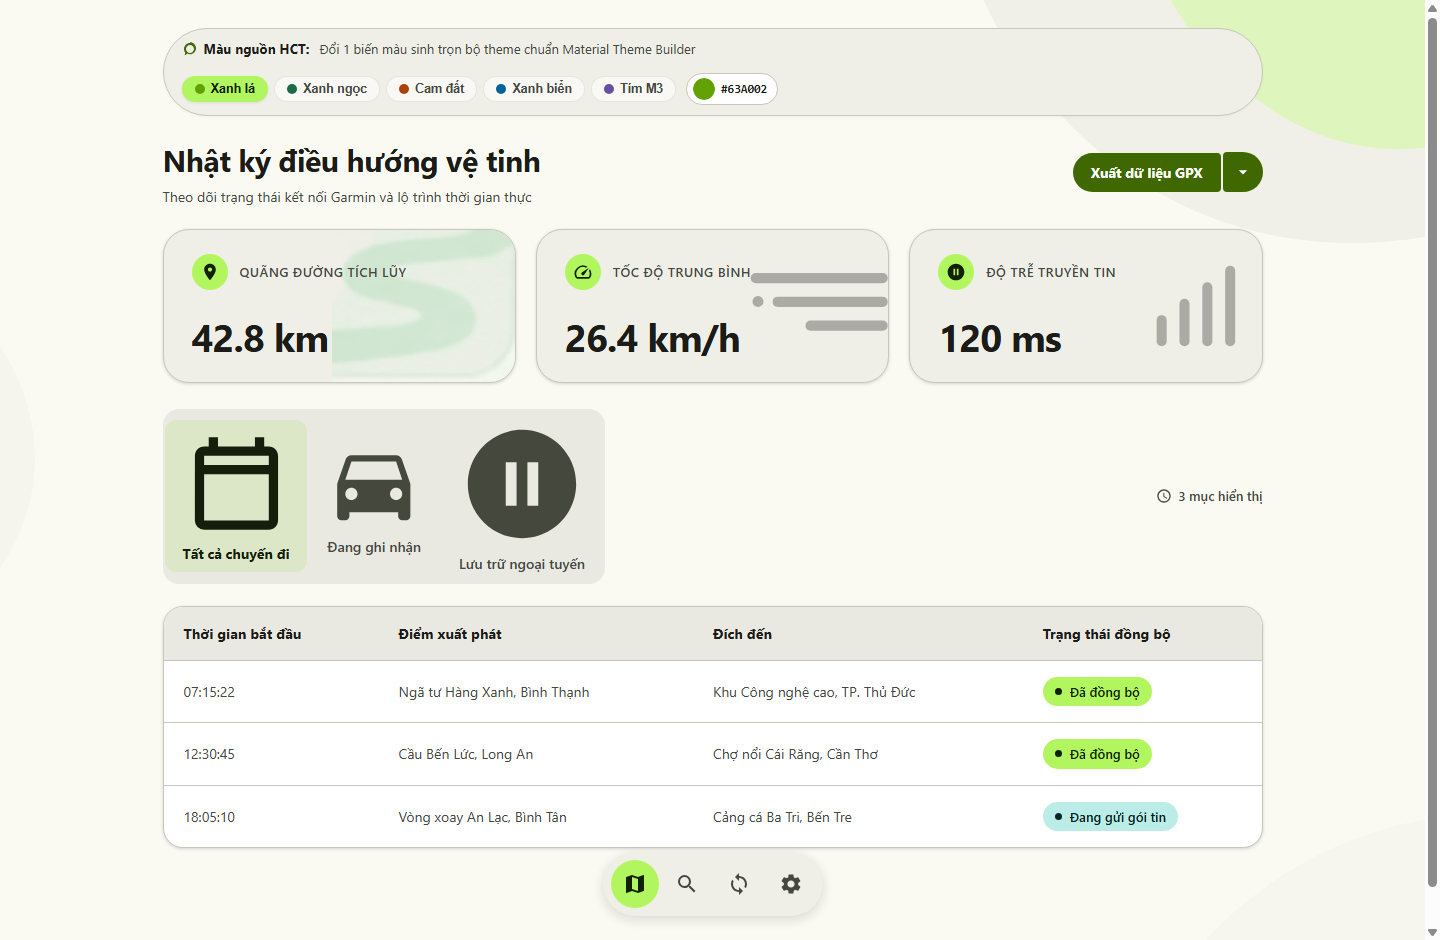 Màu nguồn HCT: Đổi 1 biến màu sinh trọn bộ theme chuẩn Material Theme Builder
Xanh lá Xanh ngọc Cam đất Xanh biển Tím M3 #63A002
Nhật ký điều hướng vệ tinh
Theo dõi trạng thái kết nối Garmin và lộ trình thời gian thực
Xuất dữ liệu GPX
QUÃNG ĐƯỜNG TÍCH LŨY
42.8 km
TỐC ĐỘ TRUNG BÌNH
26.4 km/h
ĐỘ TRỄ TRUYỀN TIN
120 ms
Tất cả chuyến đi
Đang ghi nhận
Lưu trữ ngoại tuyến
3 mục hiển thị
Thời gian bắt đầu Điểm xuất phát Đích đến Trạng thái đồng bộ
07:15:22 Ngã tư Hàng Xanh, Bình Thạnh Khu Công nghệ cao, TP. Thủ Đức Đã đồng bộ
12:30:45 Cầu Bến Lức, Long An Chợ nổi Cái Răng, Cần Thơ Đã đồng bộ
18:05:10 Vòng xoay An Lạc, Bình Tân Cảng cá Ba Tri, Bến Tre Đang gửi gói tin